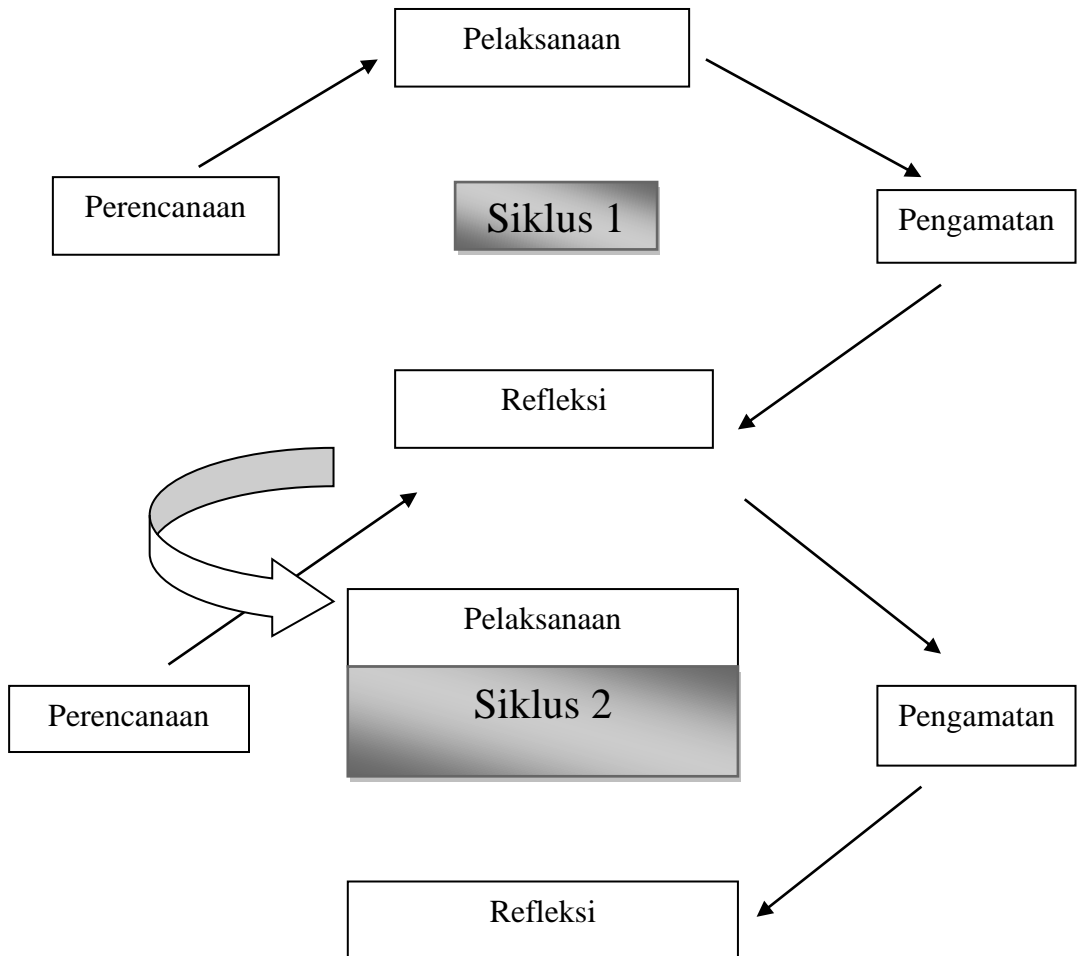 Pelaksanaan
Perencanaan
Siklus 1
Pengamatan
Refleksi
Pelaksanaan
Siklus 2
Perencanaan
Pengamatan
Refleksi